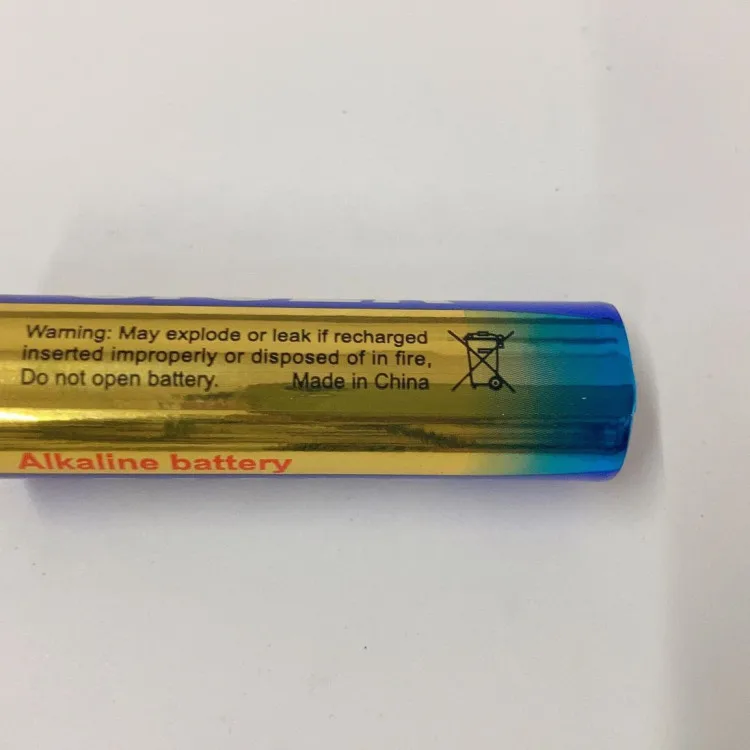 Warning: May explode or leak if recharged
inserted improperly or disposed of in fire,
Do not open battery. Made in China
Alkaline battery